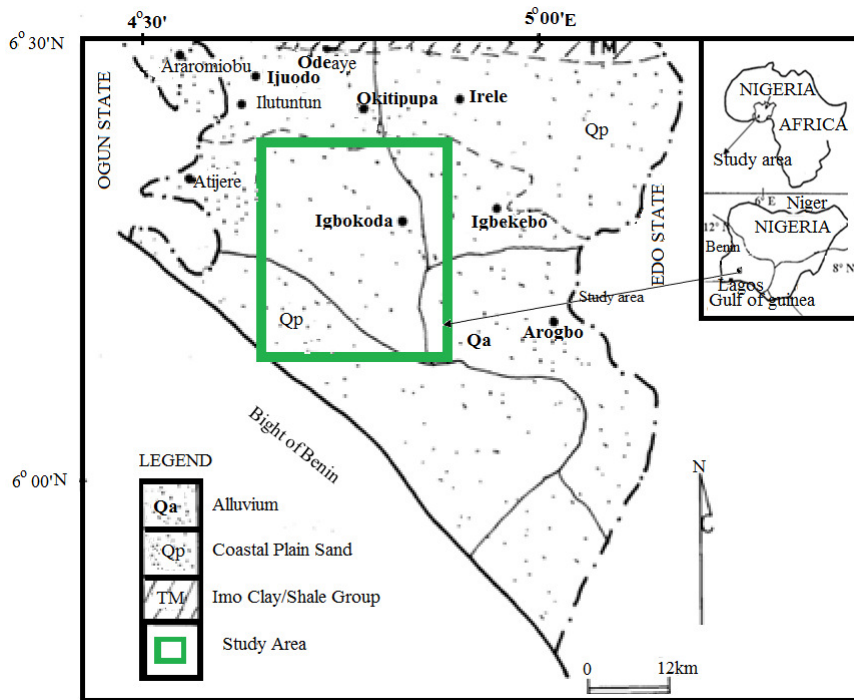 4°30'
5°00'E
6°30'N
Araromiobu
Odeaye
TM
Ijuodo
Ilutuntun
Okitipupa
Irele
Qp
OGUN STATE
Atijere
Igbokoda
Igbekebo
EDO STATE
Study area
Qp
Qa
Arogbo
Bight of Benin
6°00'N
NIGERIA
AFRICA
Study area
6° E
Niger
12° N
NIGERIA
Benin
8° N
Lagos
Gulf of guinea
LEGEND
Qa Alluvium
Qp Coastal Plain Sand
TM Imo Clay/Shale Group
Study Area
N
0 12km